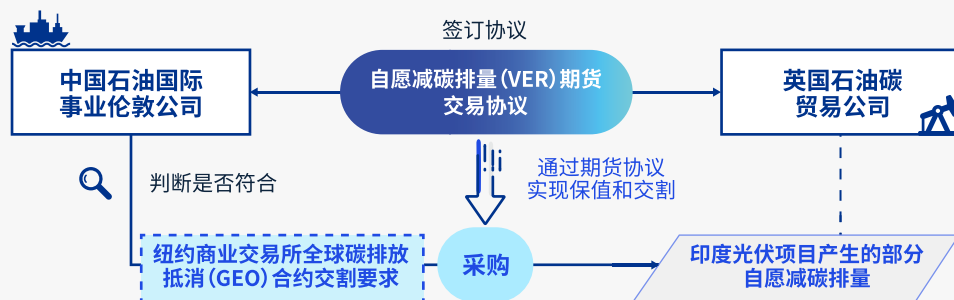 签订协议
中国石油国际
事业伦敦公司
自愿减碳排量（VER）期货
交易协议
英国石油碳
贸易公司
判断是否符合
通过期货协议
实现保值和交割
纽约商业交易所全球碳排放
抵消（GEO）合约交割要求
采购
印度光伏项目产生的部分
自愿减碳排量